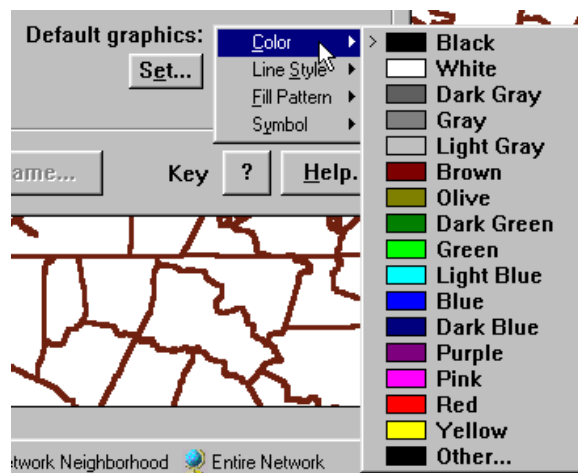 Default graphics:
Set...
Color
Line Style
Fill Pattern
Symbol
> Black
White
Dark Gray
Gray
Light Gray
Brown
Olive
Dark Green
Green
Light Blue
Blue
Dark Blue
Purple
Pink
Red
Yellow
Other...
ame...
Key
?
Help.
twork Neighborhood
Entire Network